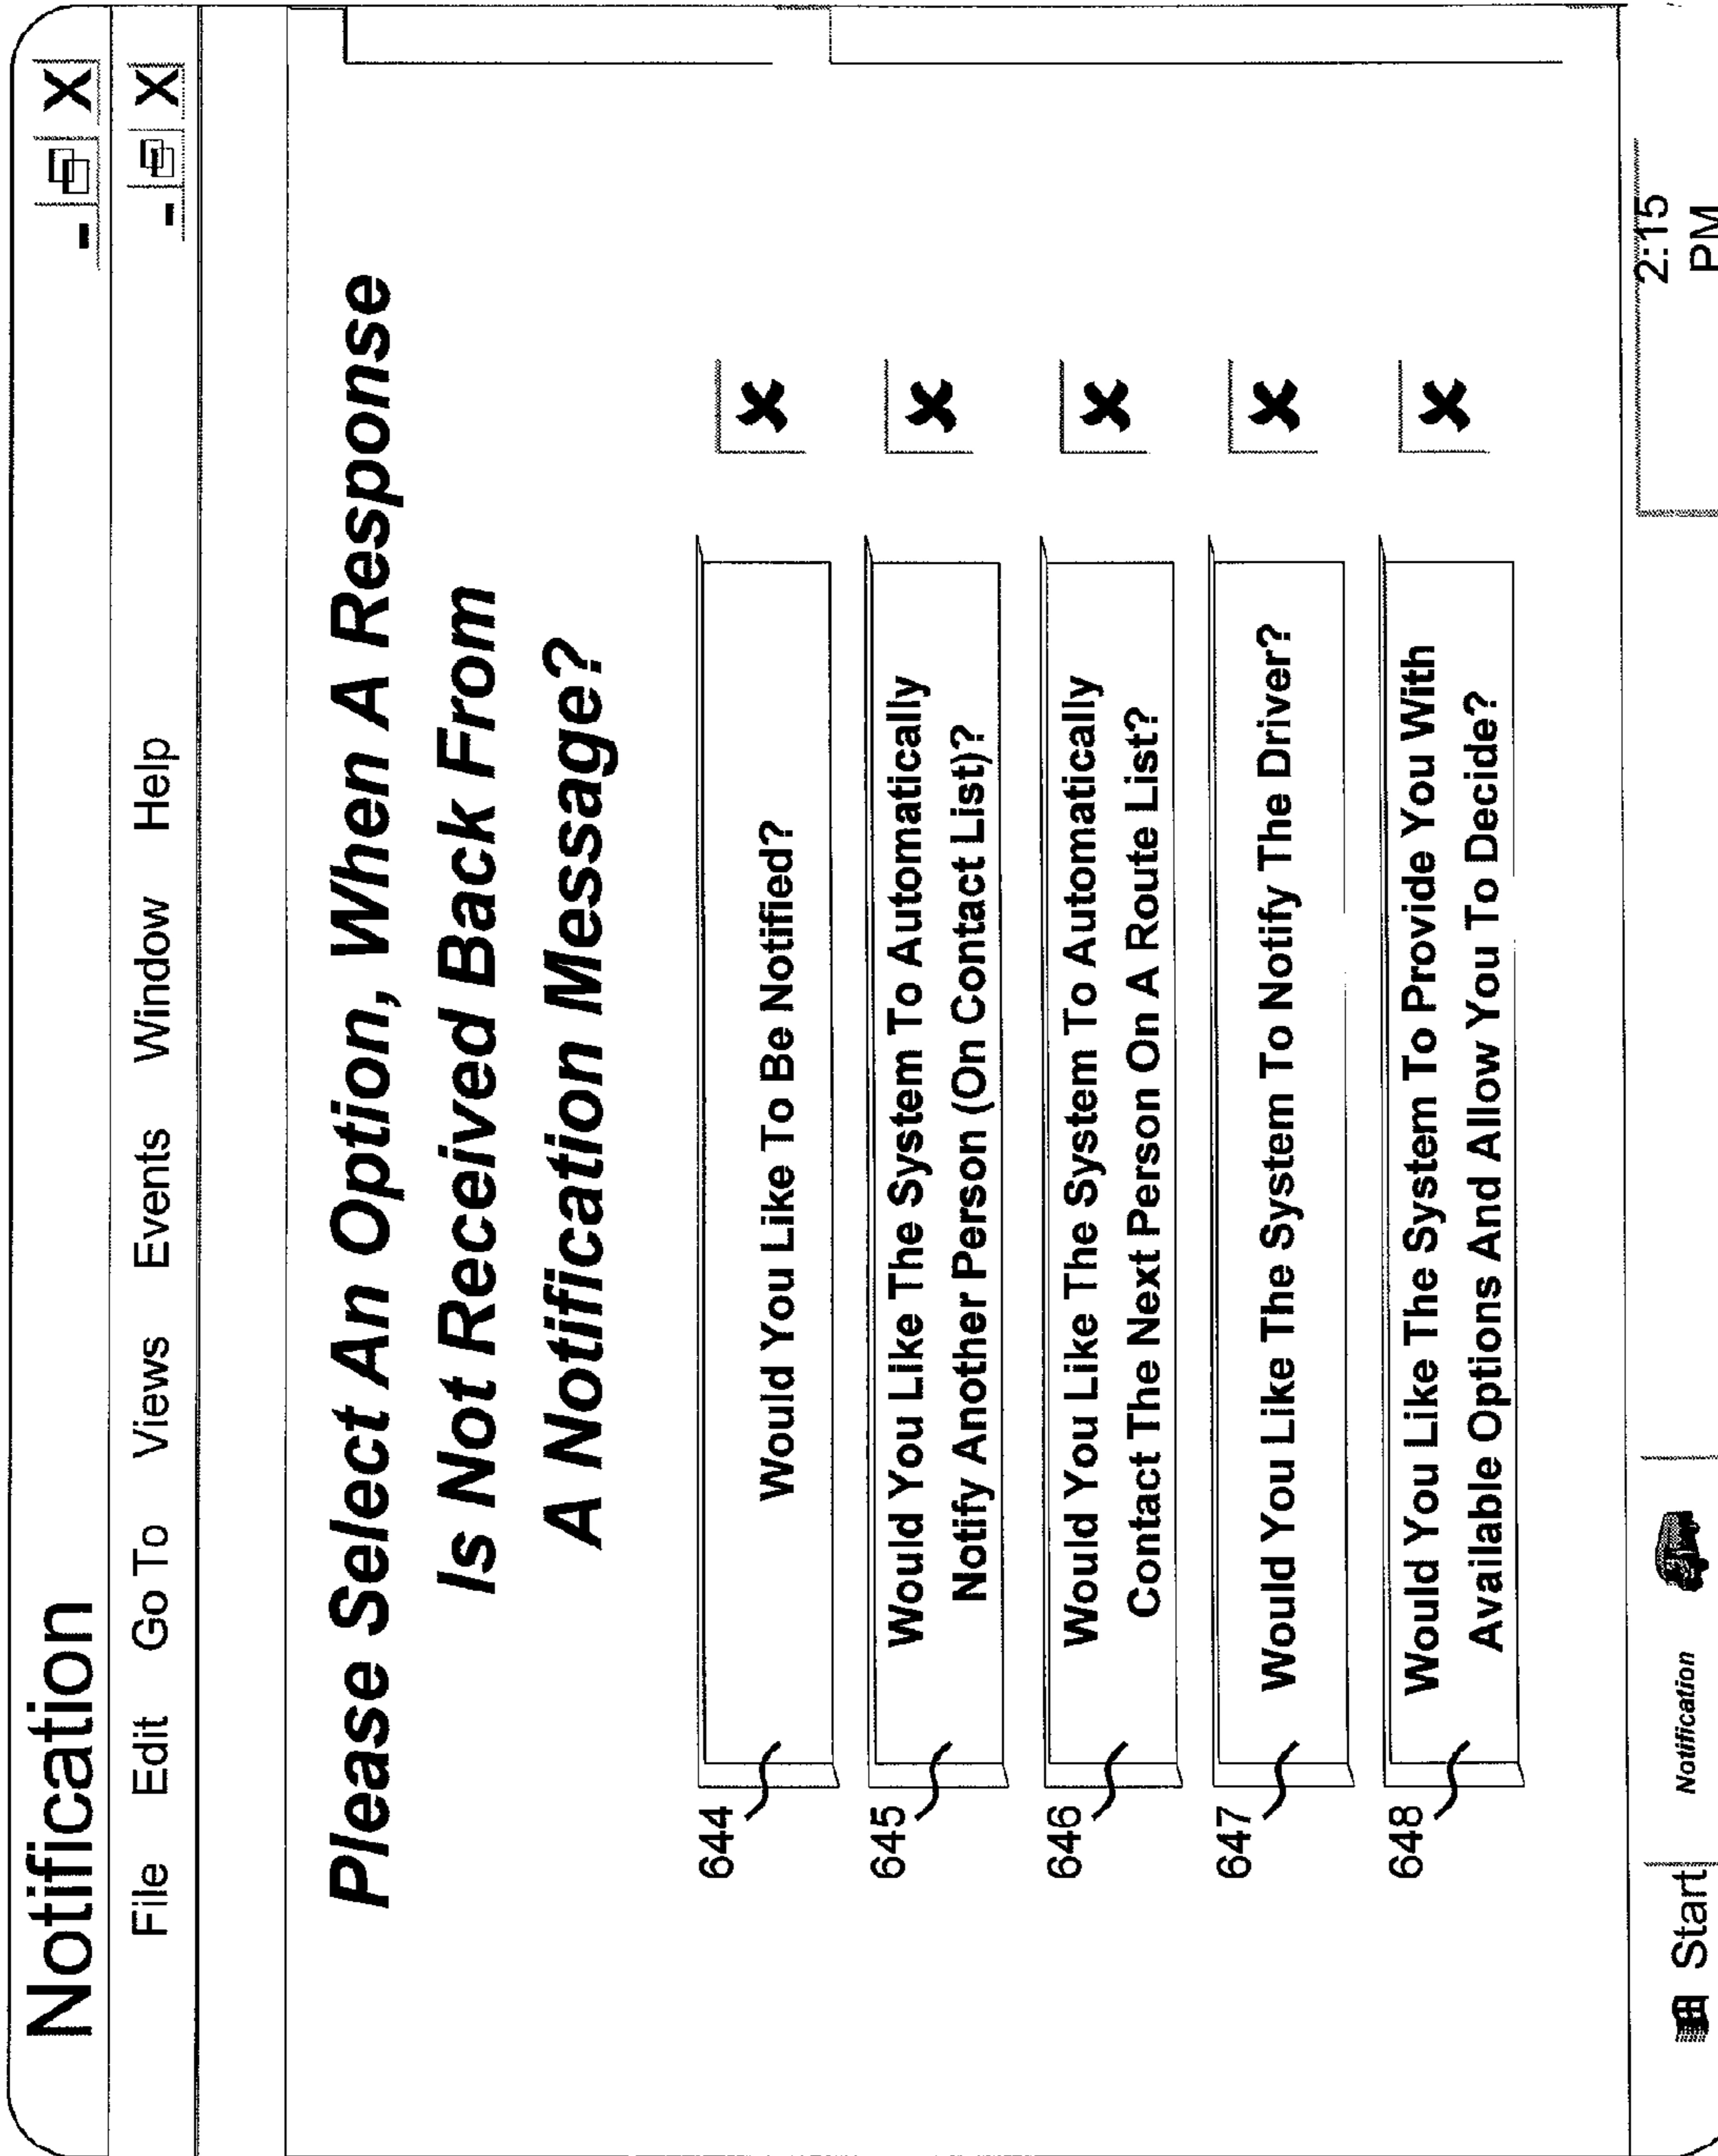 Notification
File Edit Go To Views Events Window Help
Please Select An Option, When A Response
Is Not Received Back From
A Notification Message?
644
Would You Like To Be Notified?
645
Would You Like The System To Automatically
Notify Another Person (On Contact List)?
646
Would You Like The System To Automatically
Contact The Next Person On A Route List?
647
Would You Like The System To Notify The Driver?
648
Would You Like The System To Provide You With
Available Options And Allow You To Decide?
Start
Notification
2:15
PM